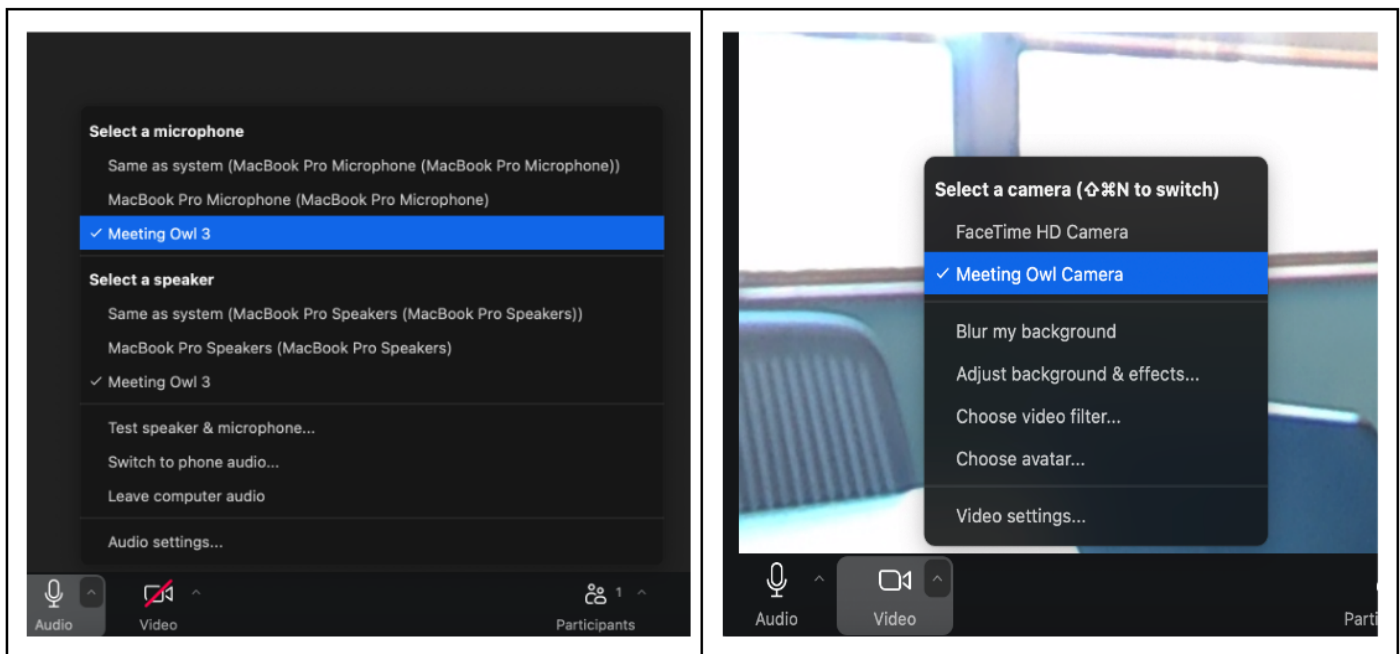 Select a microphone
Same as system (MacBook Pro Microphone (MacBook Pro Microphone))
MacBook Pro Microphone (MacBook Pro Microphone)
✓ Meeting Owl 3
Select a speaker
Same as system (MacBook Pro Speakers (MacBook Pro Speakers))
MacBook Pro Speakers (MacBook Pro Speakers)
✓ Meeting Owl 3
Test speaker & microphone...
Switch to phone audio...
Leave computer audio
Audio settings...
1
Audio
Video
Participants
Select a camera (⇧⌘N to switch)
FaceTime HD Camera
✓ Meeting Owl Camera
Blur my background
Adjust background & effects...
Choose video filter...
Choose avatar...
Video settings...
Audio
Video
Parti